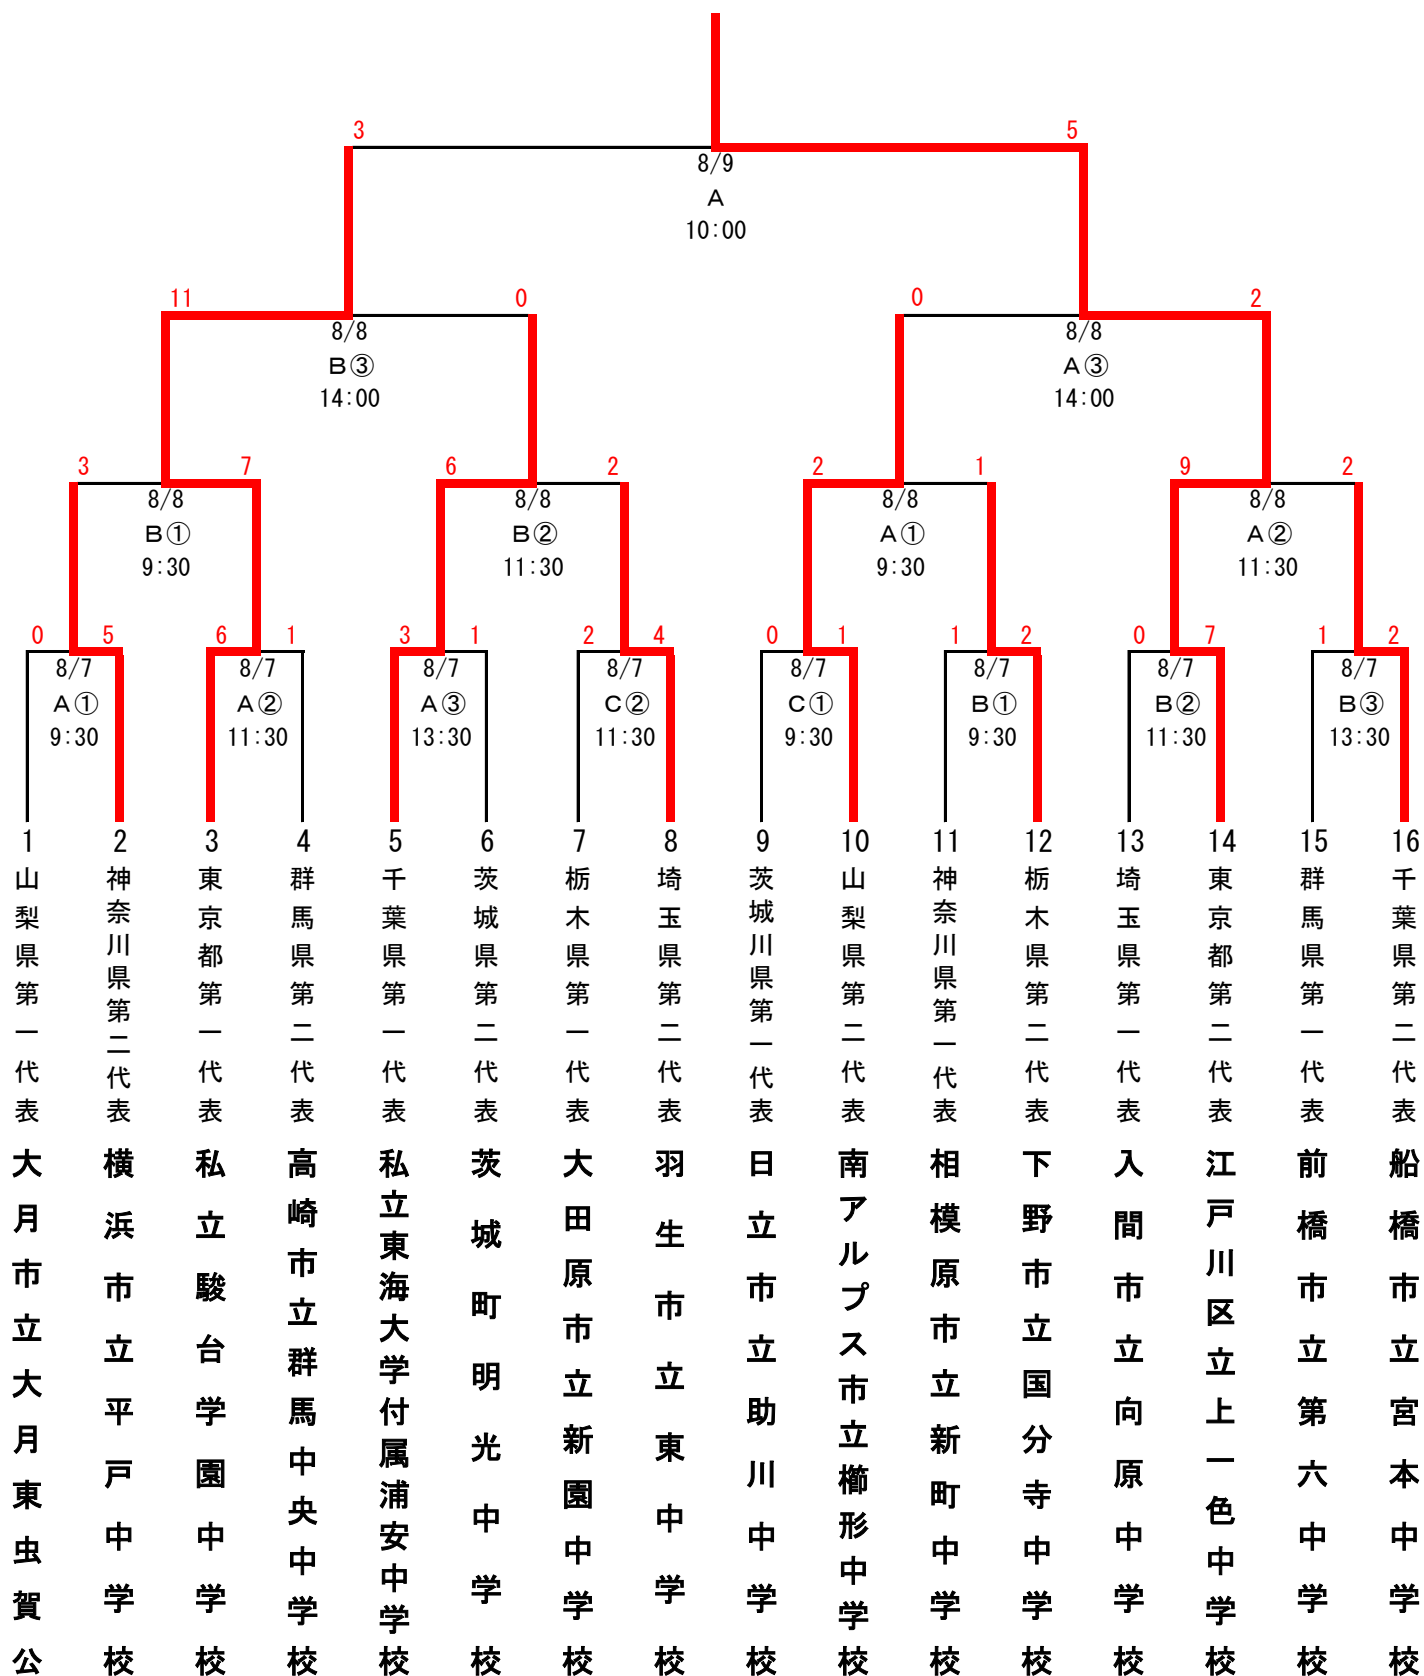 3 5
8/9
A
10:00
11 0 0 2
8/8 8/8
B③ A③
14:00 14:00
3 7 6 2 2 1 9 2
8/8 8/8 8/8 8/8
B① B② A① A②
9:30 11:30 9:30 11:30
0 5 6 1 3 1 2 4 0 1 1 2 0 7 1 2
8/7 8/7 8/7 8/7 8/7 8/7 8/7 8/7
A① A② A③ C② C① B① B② B③
9:30 11:30 13:30 11:30 9:30 9:30 11:30 13:30
1 2 3 4 5 6 7 8 9 10 11 12 13 14 15 16
山梨県第一代表
神奈川県第二代表
東京都第一代表
群馬県第二代表
千葉県第一代表
茨城県第二代表
栃木県第一代表
埼玉県第二代表
茨城川県第一代表
山梨県第二代表
神奈川県第一代表
栃木県第二代表
埼玉県第一代表
東京都第二代表
群馬県第一代表
千葉県第二代表
大月市立大月東虫賀公
横浜市立平戸中学校
私立駿台学園中学校
高崎市立群馬中央中学校
私立東海大学付属浦安中学校
茨城町明光中学校
大田原市立新園中学校
羽生市立東中学校
日立市立助川中学校
南アルプス市立櫛形中学校
相模原市立新町中学校
下野市立国分寺中学校
入間市立向原中学校
江戸川区立上一色中学校
前橋市立第六中学校
船橋市立宮本中学校